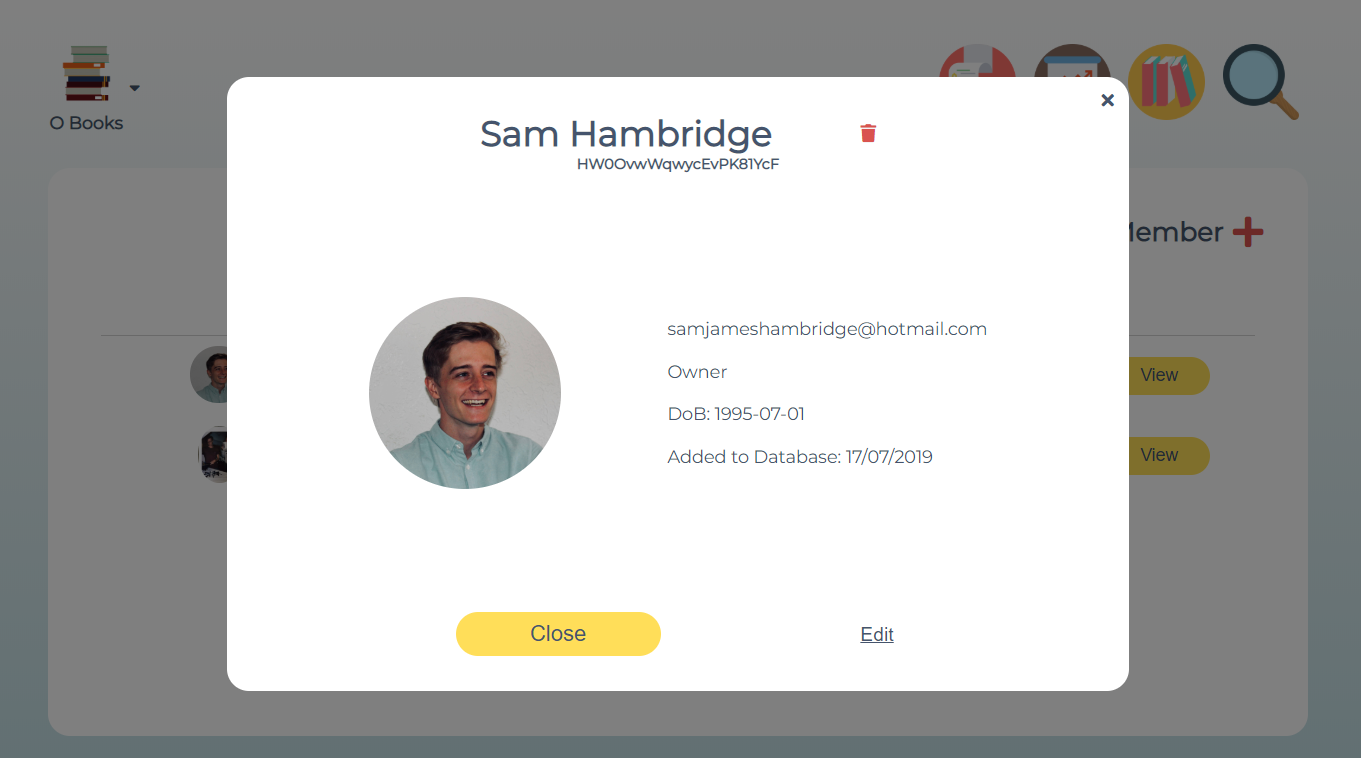 O Books
Sam Hambridge
HW0OvwWqwycEvPK81YcF
Member
samjameshambridge@hotmail.com
Owner
DoB: 1995-07-01
Added to Database: 17/07/2019
View
View
Close
Edit